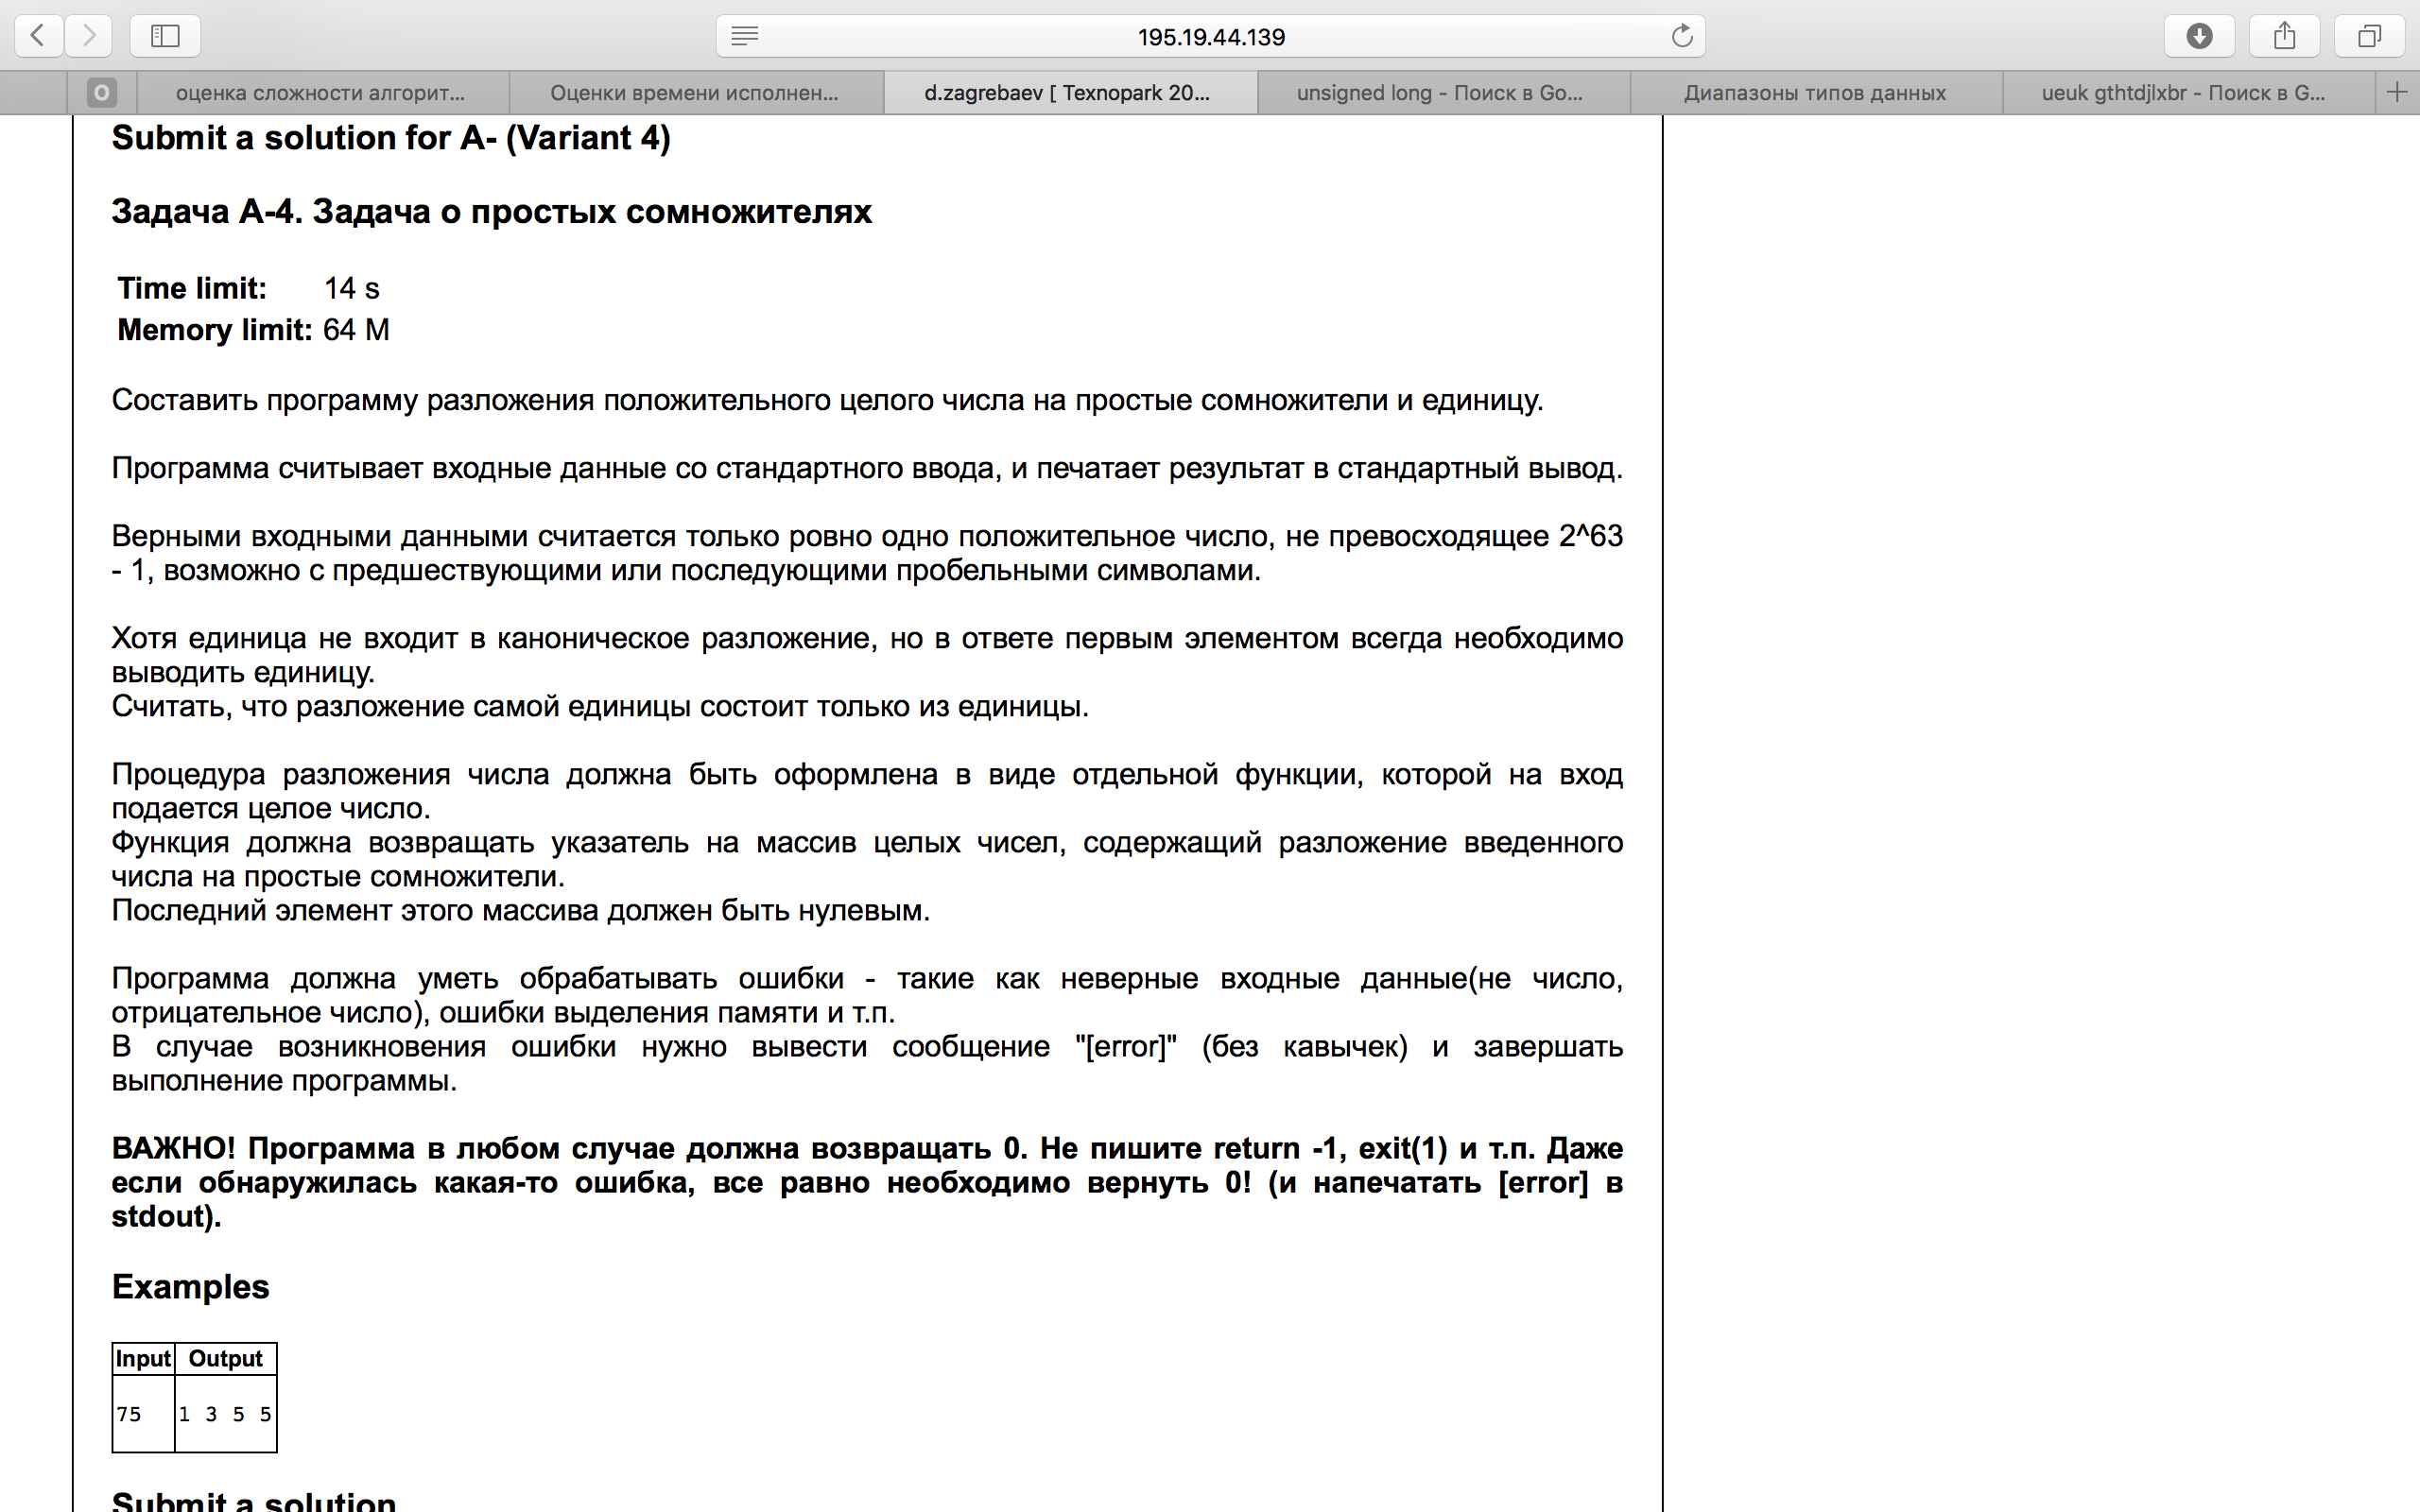 195.19.44.139
O
оценка сложности алгорит...
Оценки времени исполнен...
d.zagrebaev [ Texnopark 20...
unsigned long - Поиск в Go...
Диапазоны типов данных
ueuk gthtdjlxbr - Поиск в G...
Submit a solution for A- (Variant 4)
Задача A-4. Задача о простых сомножителях
Time limit: 14 s
Memory limit: 64 M
Составить программу разложения положительного целого числа на простые сомножители и единицу.
Программа считывает входные данные со стандартного ввода, и печатает результат в стандартный вывод.
Верными входными данными считается только ровно одно положительное число, не превосходящее 2^63
- 1, возможно с предшествующими или последующими пробельными символами.
Хотя единица не входит в каноническое разложение, но в ответе первым элементом всегда необходимо
выводить единицу.
Считать, что разложение самой единицы состоит только из единицы.
Процедура разложения числа должна быть оформлена в виде отдельной функции, которой на вход
подается целое число.
Функция должна возвращать указатель на массив целых чисел, содержащий разложение введенного
числа на простые сомножители.
Последний элемент этого массива должен быть нулевым.
Программа должна уметь обрабатывать ошибки - такие как неверные входные данные(не число,
отрицательное число), ошибки выделения памяти и т.п.
В случае возникновения ошибки нужно вывести сообщение "[error]" (без кавычек) и завершать
выполнение программы.
ВАЖНО! Программа в любом случае должна возвращать 0. Не пишите return -1, exit(1) и т.п. Даже
если обнаружилась какая-то ошибка, все равно необходимо вернуть 0! (и напечатать [error] в
stdout).
Examples
Input Output
75 1 3 5 5
Submit a solution